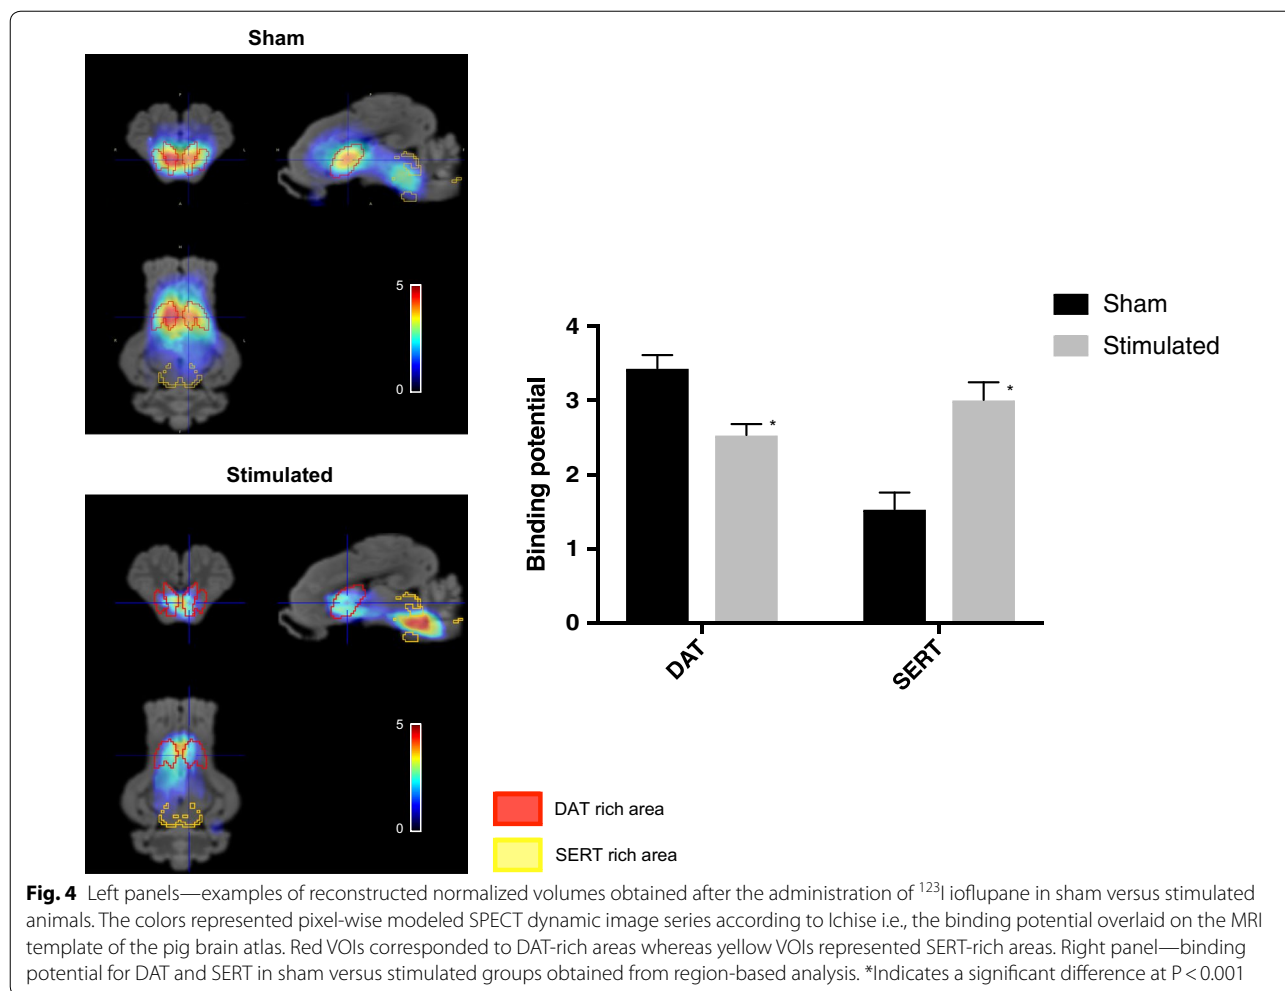 Sham
5
0
Stimulated
5
0
Binding potential
4
3
2
1
0
*
*
DAT
SERT
Sham
Stimulated
DAT rich area
SERT rich area
Fig. 4 Left panels—examples of reconstructed normalized volumes obtained after the administration of ¹²³I ioflupane in sham versus stimulated
animals. The colors represented pixel-wise modeled SPECT dynamic image series according to Ichise i.e., the binding potential overlaid on the MRI
template of the pig brain atlas. Red VOIs corresponded to DAT-rich areas whereas yellow VOIs represented SERT-rich areas. Right panel—binding
potential for DAT and SERT in sham versus stimulated groups obtained from region-based analysis. *Indicates a significant difference at P < 0.001